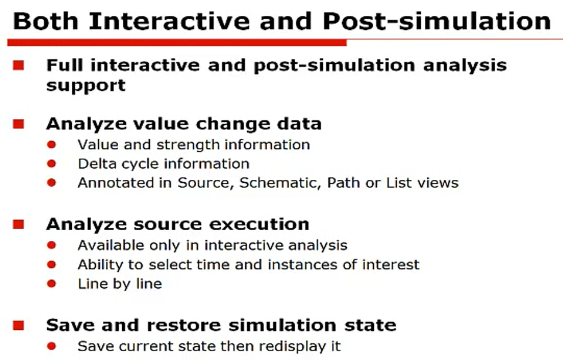 Both Interactive and Post-simulation
Full interactive and post-simulation analysis
support
Analyze value change data
Value and strength information
Delta cycle information
Annotated in Source, Schematic, Path or List views
Analyze source execution
Available only in interactive analysis
Ability to select time and instances of interest
Line by line
Save and restore simulation state
Save current state then redisplay it